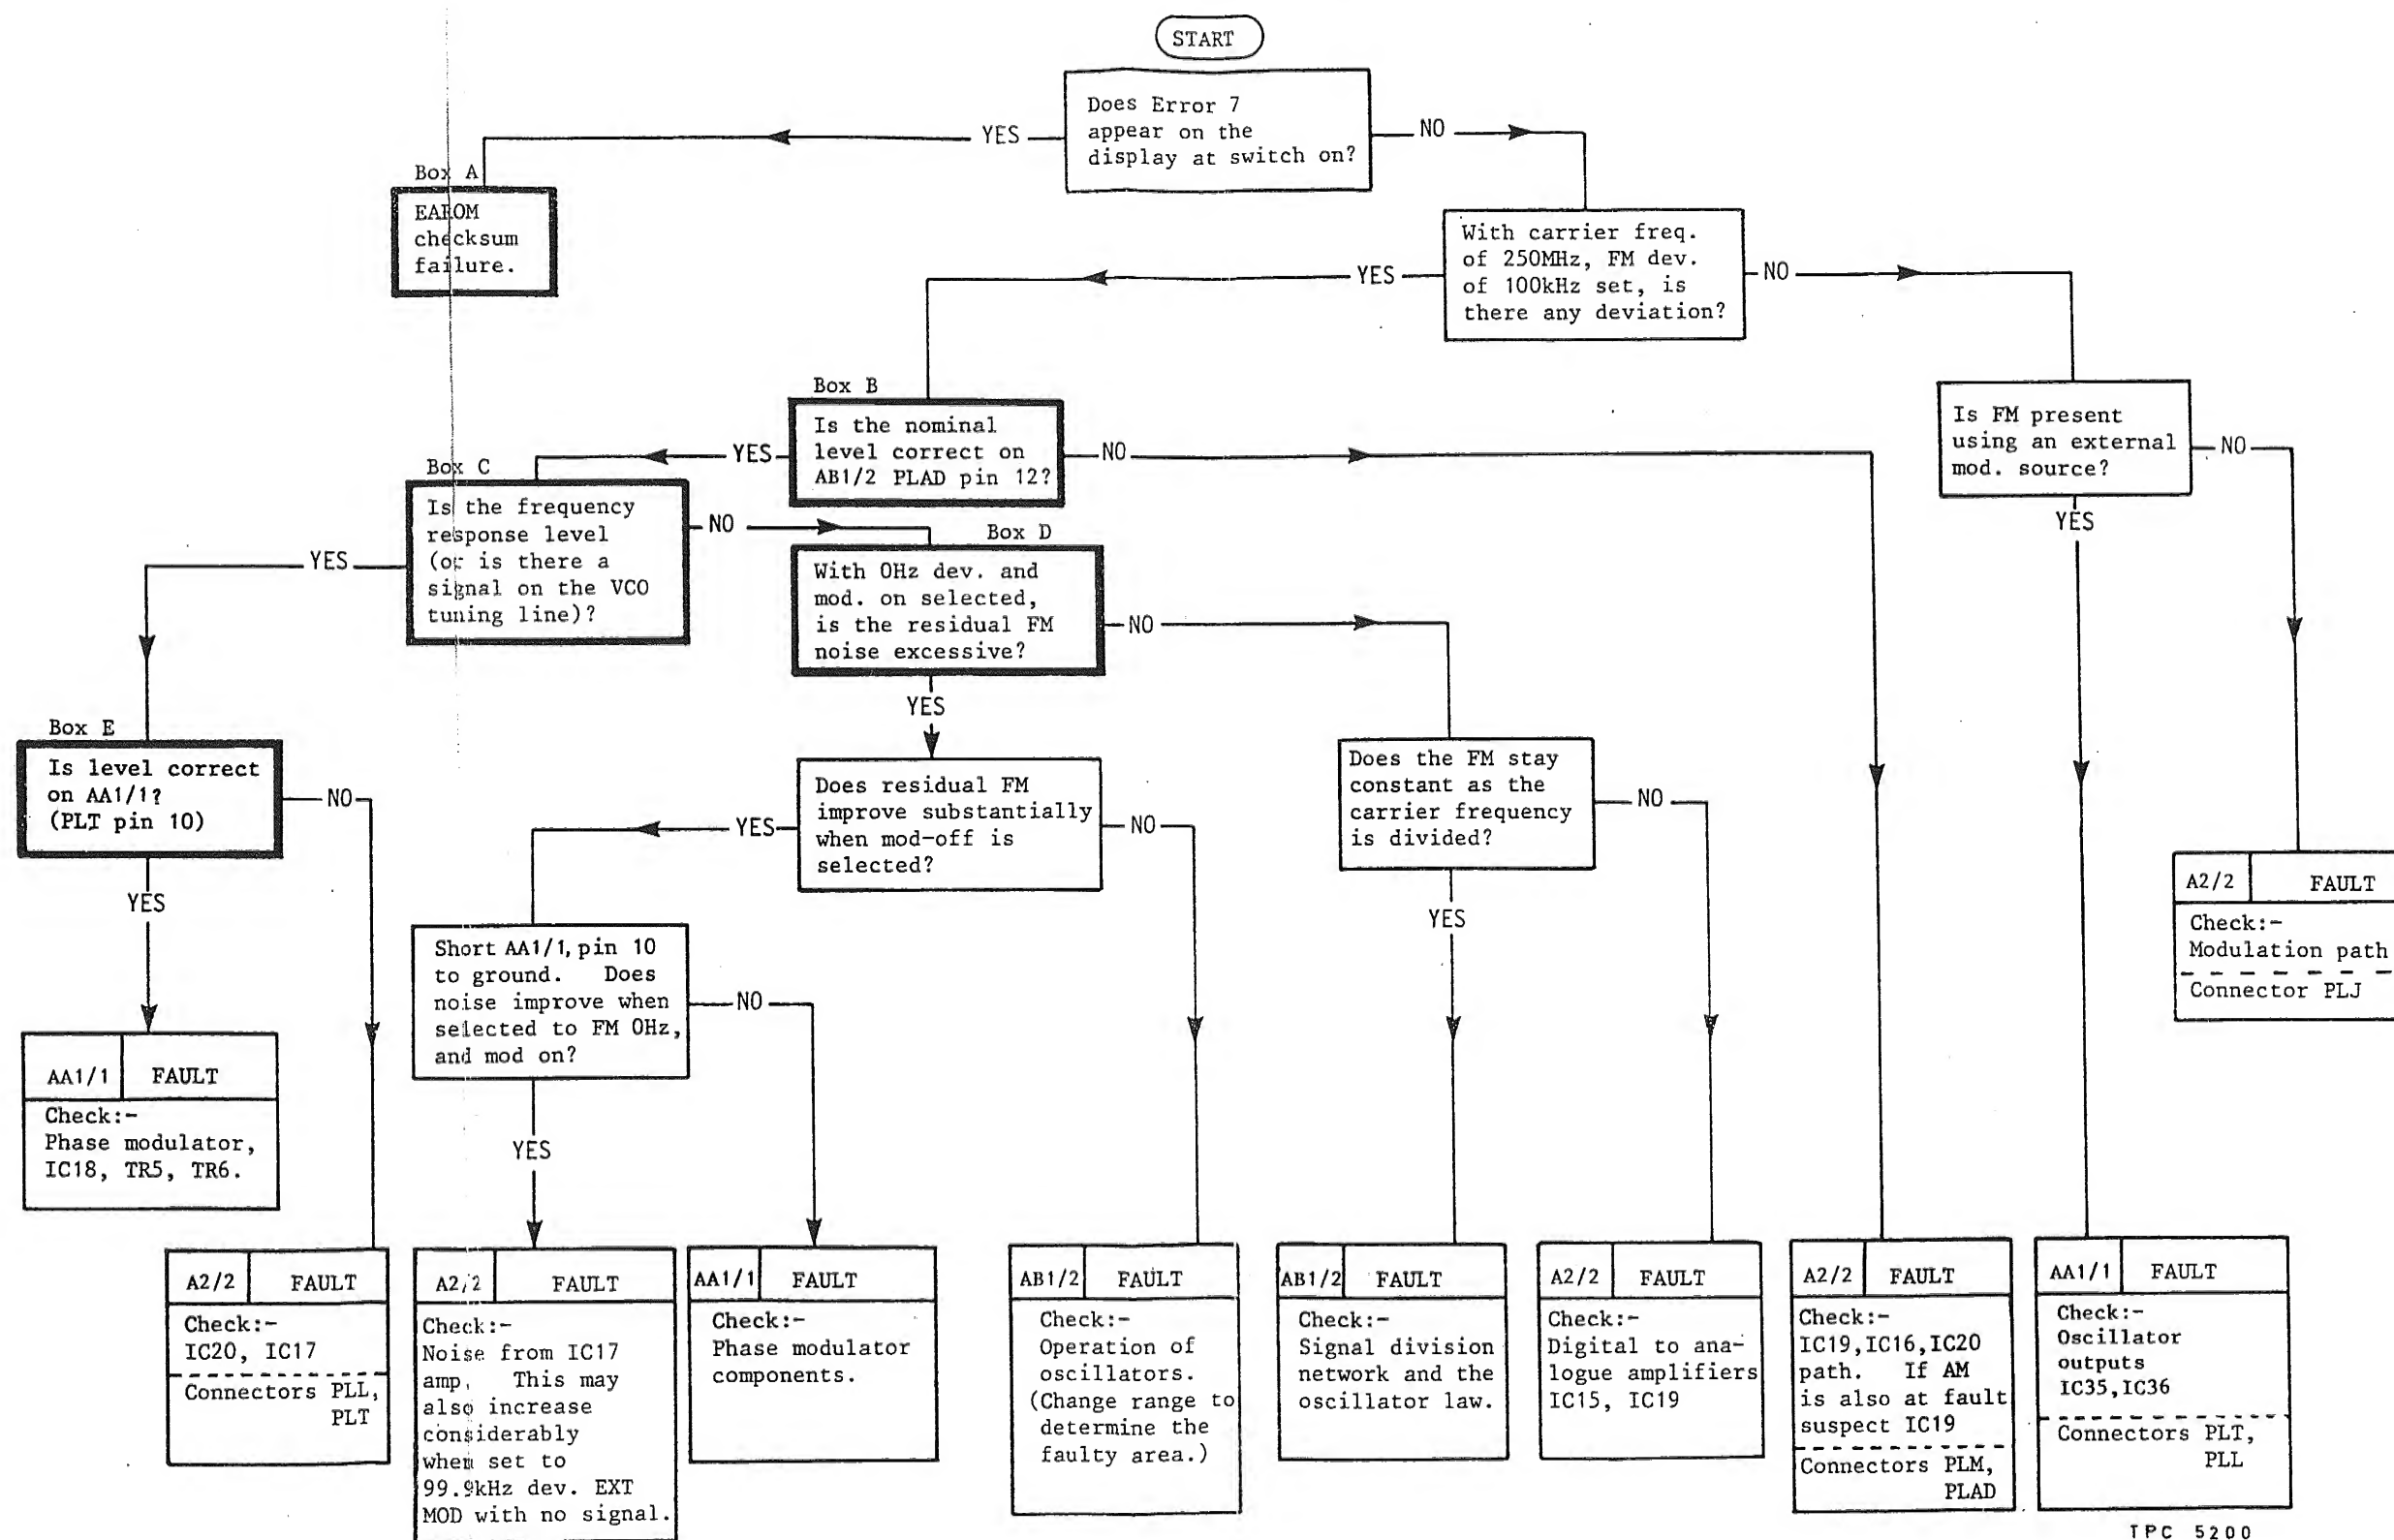 START
Does Error 7
appear on the
display at switch on?
YES
NO
Box A
EAROM
checksum
failure.
With carrier freq.
of 250MHz, FM dev.
of 100kHz set, is
there any deviation?
YES
NO
Box B
Is the nominal
level correct on
AB1/2 PLAD pin 12?
YES
NO
Is FM present
using an external
mod. source?
NO
YES
Box C
Is the frequency
response level
(or is there a
signal on the VCO
tuning line)?
YES
NO
Box D
With 0Hz dev. and
mod. on selected,
is the residual FM
noise excessive?
NO
YES
Box E
Is level correct
on AA1/1?
(PLT pin 10)
NO
YES
Does residual FM
improve substantially
when mod-off is
selected?
YES
NO
Does the FM stay
constant as the
carrier frequency
is divided?
NO
YES
A2/2 FAULT
Check:-
Modulation path
Connector PLJ
Short AA1/1, pin 10
to ground. Does
noise improve when
selected to FM 0Hz,
and mod on?
NO
YES
AA1/1 FAULT
Check:-
Phase modulator,
IC18, TR5, TR6.
A2/2 FAULT
Check:-
IC20, IC17
Connectors PLL,
PLT
A2/2 FAULT
Check:-
Noise from IC17
amp. This may
also increase
considerably
when set to
99.9kHz dev. EXT
MOD with no signal.
AA1/1 FAULT
Check:-
Phase modulator
components.
AB1/2 FAULT
Check:-
Operation of
oscillators.
(Change range to
determine the
faulty area.)
AB1/2 FAULT
Check:-
Signal division
network and the
oscillator law.
A2/2 FAULT
Check:-
Digital to ana-
logue amplifiers
IC15, IC19
A2/2 FAULT
Check:-
IC19,IC16,IC20
path. If AM
is also at fault
suspect IC19
Connectors PLM,
PLAD
AA1/1 FAULT
Check:-
Oscillator
outputs
IC35,IC36
Connectors PLT,
PLL
TPC 5200